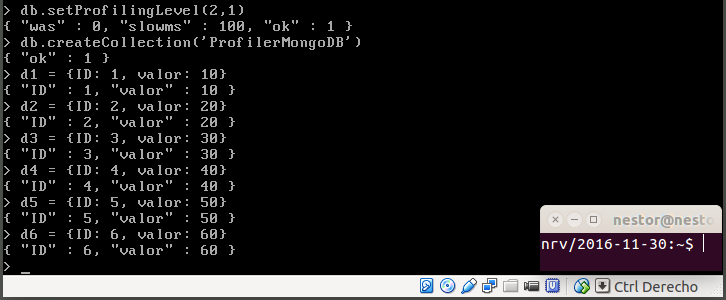 > db.setProfilingLevel(2,1)
{ "was" : 0, "slowms" : 100, "ok" : 1 }
> db.createCollection('ProfilerMongoDB')
{ "ok" : 1 }
> d1 = {ID: 1, valor: 10}
{ "ID" : 1, "valor" : 10 }
> d2 = {ID: 2, valor: 20}
{ "ID" : 2, "valor" : 20 }
> d3 = {ID: 3, valor: 30}
{ "ID" : 3, "valor" : 30 }
> d4 = {ID: 4, valor: 40}
{ "ID" : 4, "valor" : 40 }
> d5 = {ID: 5, valor: 50}
{ "ID" : 5, "valor" : 50 }
> d6 = {ID: 6, valor: 60}
{ "ID" : 6, "valor" : 60 }
> _
nestor@nesto
nrv/2016-11-30:~$
Ctrl Derecho